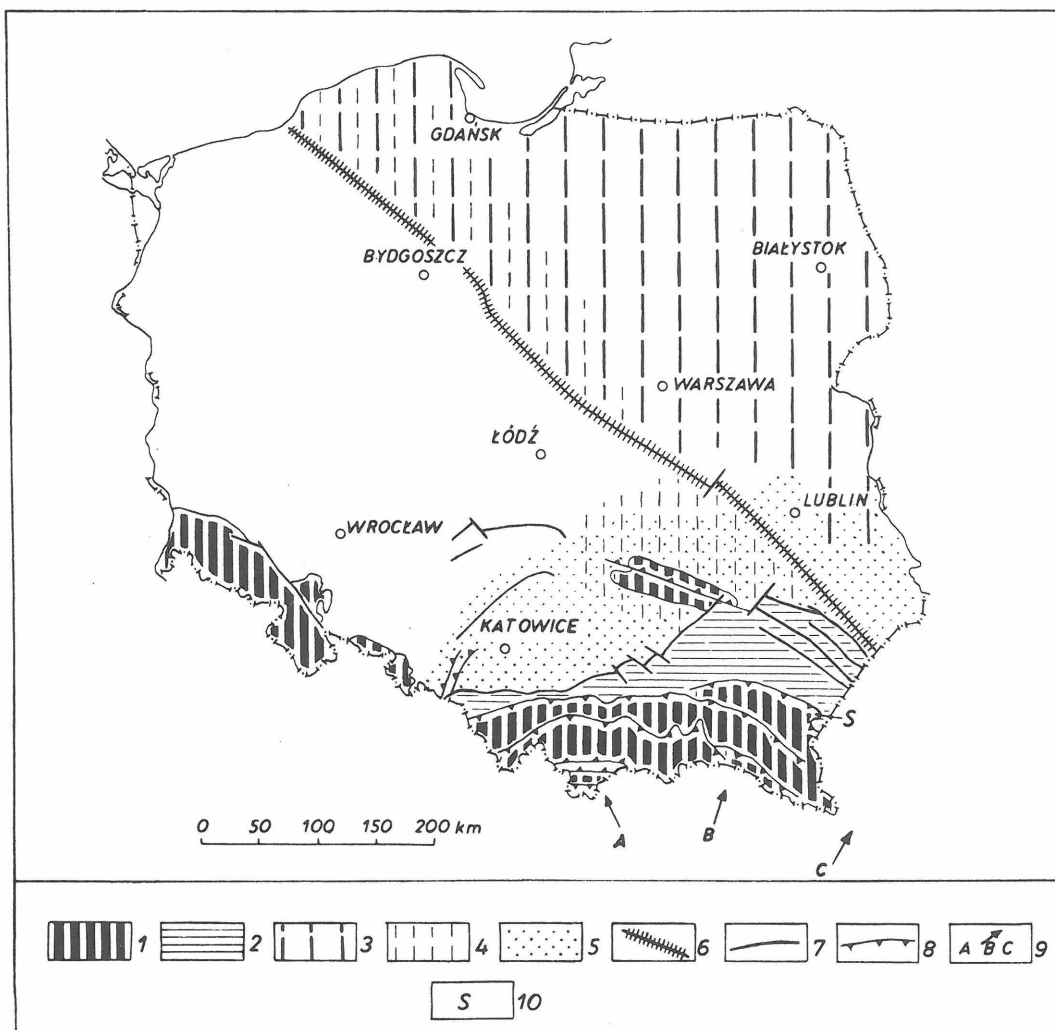 GDAŃSK
BYDGOSZCZ
BIAŁYSTOK
WARSZAWA
ŁÓDŹ
LUBLIN
WROCŁAW
KATOWICE
S
0 50 100 150 200 km
A
B
C
1
2
3
4
5
6
7
8
A B C 9
S 10